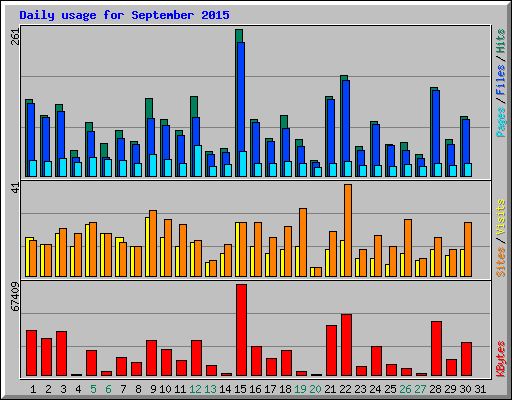 Daily usage for September 2015
261
Pages / Files / Hits
41
Sites / Visits
67409
KBytes
1 2 3 4 5 6 7 8 9 10 11 12 13 14 15 16 17 18 19 20 21 22 23 24 25 26 27 28 29 30 31